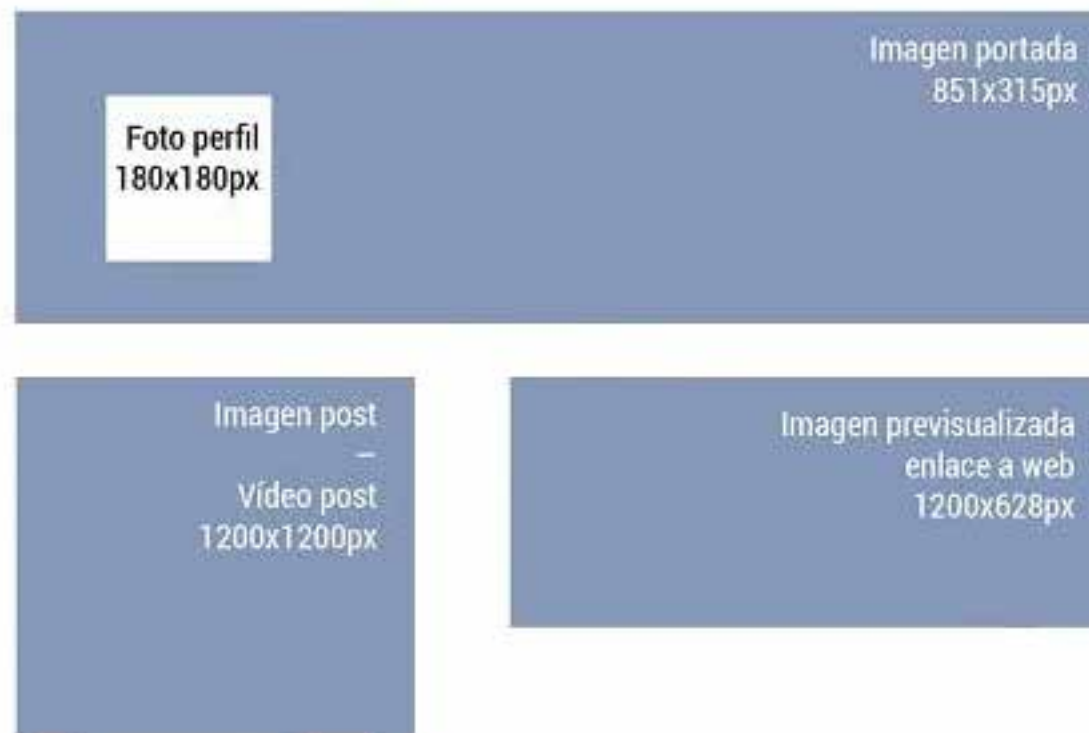 Imagen portada
851x315px
Foto perfil
180x180px
Imagen post
–
Vídeo post
1200x1200px
Imagen previsualizada
enlace a web
1200x628px